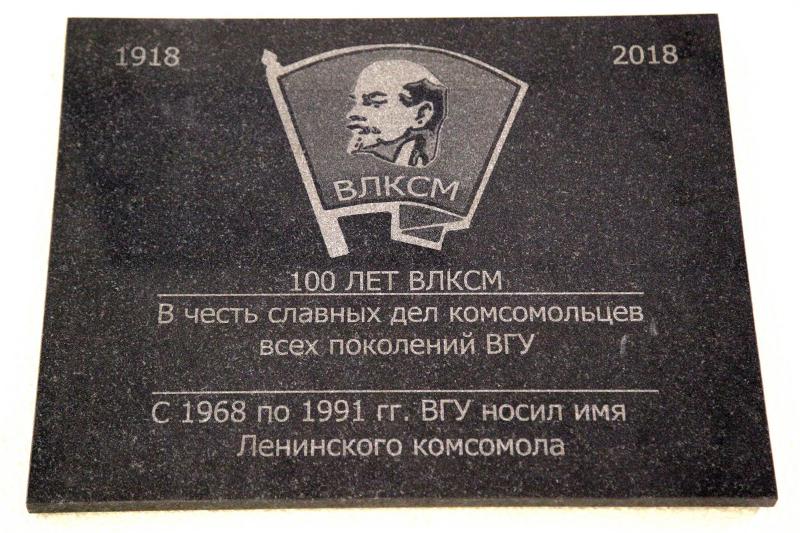 1918
2018
ВЛКСМ
100 ЛЕТ ВЛКСМ
В честь славных дел комсомольцев
всех поколений ВГУ
С 1968 по 1991 гг. ВГУ носил имя
Ленинского комсомола